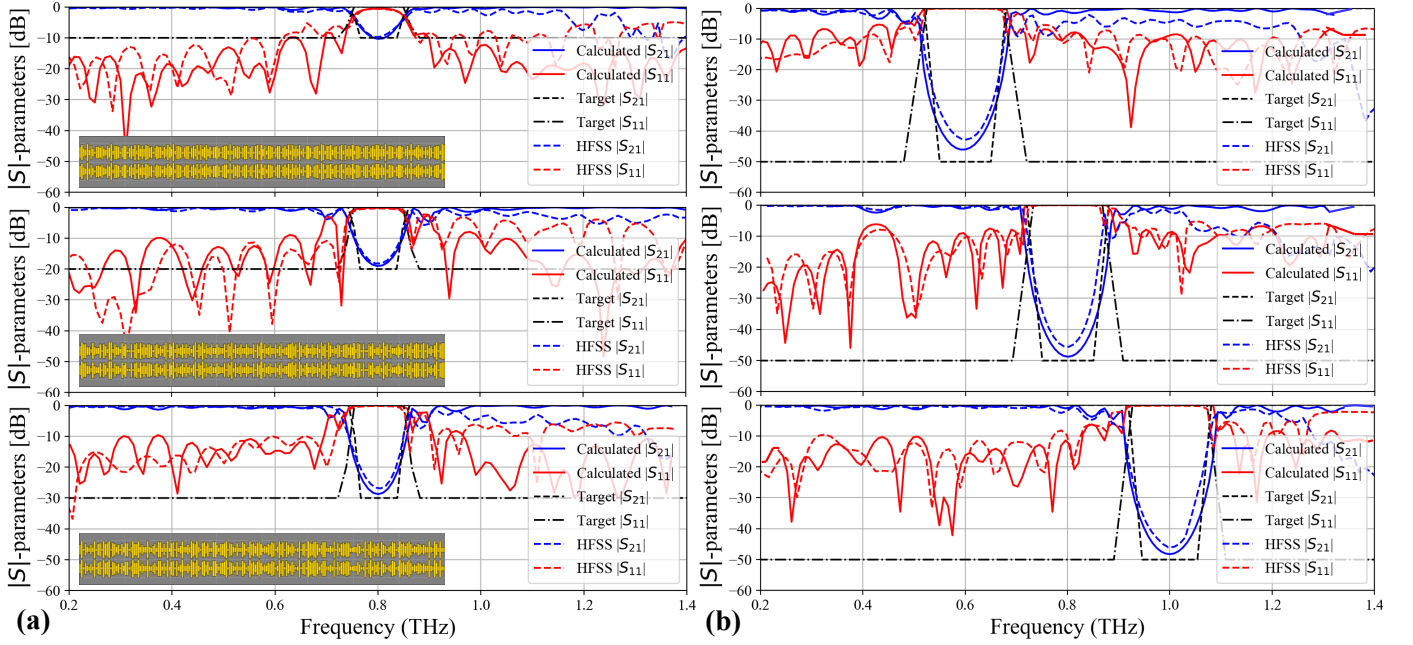 |S|-parameters [dB]
0
−10
−20
−30
−40
−50
−60
Calculated |S21|
Calculated |S11|
Target |S21|
Target |S11|
HFSS |S21|
HFSS |S11|
|S|-parameters [dB]
0
−10
−20
−30
−40
−50
−60
Calculated |S21|
Calculated |S11|
Target |S21|
Target |S11|
HFSS |S21|
HFSS |S11|
|S|-parameters [dB]
0
−10
−20
−30
−40
−50
−60
Calculated |S21|
Calculated |S11|
Target |S21|
Target |S11|
HFSS |S21|
HFSS |S11|
0.2 0.4 0.6 0.8 1.0 1.2 1.4
Frequency (THz)
(a)
|S|-parameters [dB]
0
−10
−20
−30
−40
−50
−60
Calculated |S21|
Calculated |S11|
Target |S21|
Target |S11|
HFSS |S21|
HFSS |S11|
|S|-parameters [dB]
0
−10
−20
−30
−40
−50
−60
Calculated |S21|
Calculated |S11|
Target |S21|
Target |S11|
HFSS |S21|
HFSS |S11|
|S|-parameters [dB]
0
−10
−20
−30
−40
−50
−60
Calculated |S21|
Calculated |S11|
Target |S21|
Target |S11|
HFSS |S21|
HFSS |S11|
0.2 0.4 0.6 0.8 1.0 1.2 1.4
Frequency (THz)
(b)